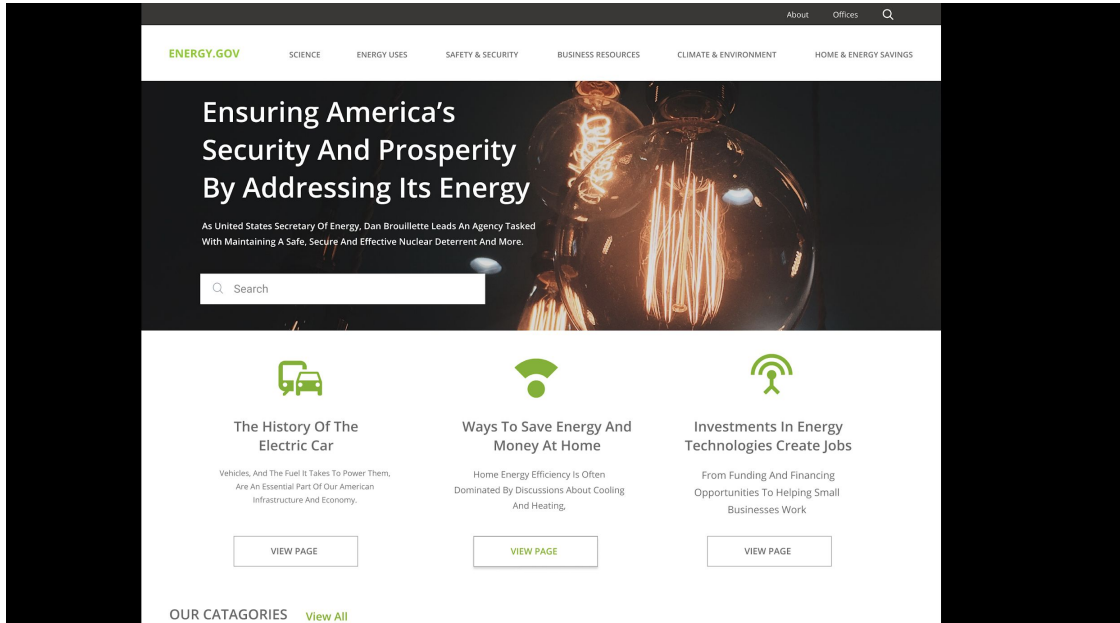 About Offices
ENERGY.GOV SCIENCE ENERGY USES SAFETY & SECURITY BUSINESS RESOURCES CLIMATE & ENVIRONMENT HOME & ENERGY SAVINGS
Ensuring America's
Security And Prosperity
By Addressing Its Energy
As United States Secretary Of Energy, Dan Brouillette Leads An Agency Tasked
With Maintaining A Safe, Secure And Effective Nuclear Deterrent And More.
Search
The History Of The
Electric Car
Vehicles, And The Fuel It Takes To Power Them,
Are An Essential Part Of Our American
Infrastructure And Economy.
VIEW PAGE
Ways To Save Energy And
Money At Home
Home Energy Efficiency Is Often
Dominated By Discussions About Cooling
And Heating,
VIEW PAGE
Investments In Energy
Technologies Create Jobs
From Funding And Financing
Opportunities To Helping Small
Businesses Work
VIEW PAGE
OUR CATAGORIES View All